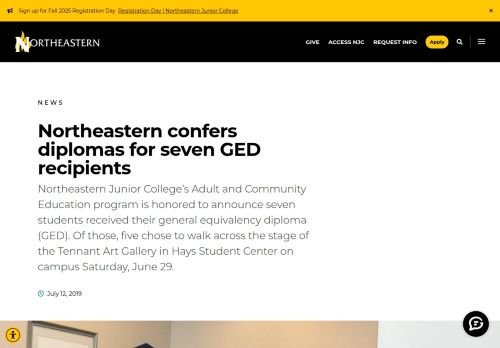 Sign up for Fall 2025 Registration Day Registration Day | Northeastern Junior College ×
NORTHEASTERN GIVE ACCESS NJC REQUEST INFO Apply
NEWS
Northeastern confers
diplomas for seven GED
recipients
Northeastern Junior College's Adult and Community
Education program is honored to announce seven
students received their general equivalency diploma
(GED). Of those, five chose to walk across the stage of
the Tennant Art Gallery in Hays Student Center on
campus Saturday, June 29.
July 12, 2019